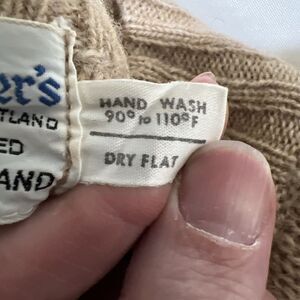 er's
TLAND
ED
AND
HAND WASH
90° to 110°F
DRY FLAT